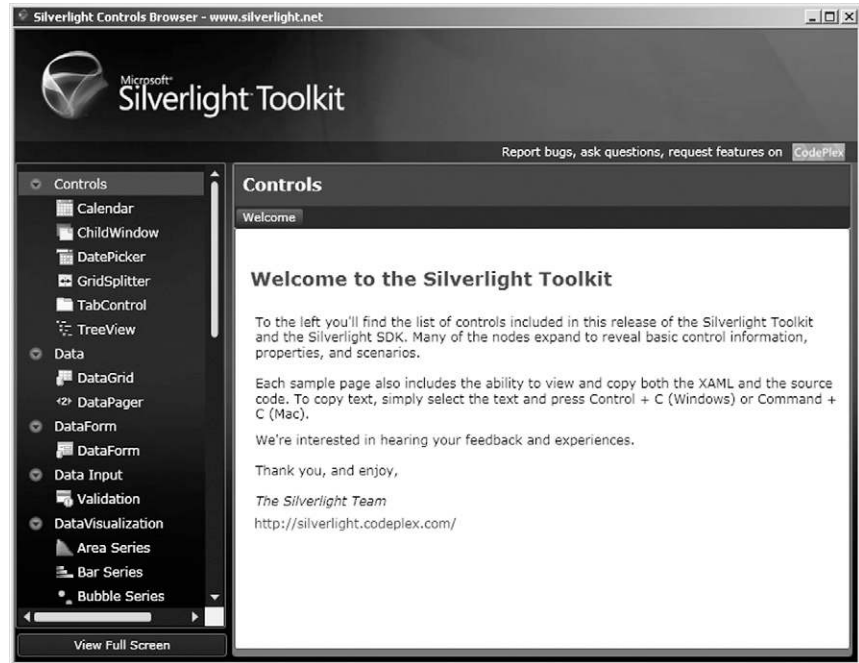 Silverlight Controls Browser - www.silverlight.net
Microsoft®
Silverlight™ Toolkit
Report bugs, ask questions, request features on CodePlex
Controls
Calendar
ChildWindow
DatePicker
GridSplitter
TabControl
TreeView
Data
DataGrid
DataPager
DataForm
DataForm
Data Input
Validation
DataVisualization
Area Series
Bar Series
Bubble Series
View Full Screen
Controls
Welcome
Welcome to the Silverlight Toolkit
To the left you'll find the list of controls included in this release of the Silverlight Toolkit
and the Silverlight SDK. Many of the nodes expand to reveal basic control information,
properties, and scenarios.
Each sample page also includes the ability to view and copy both the XAML and the source
code. To copy text, simply select the text and press Control + C (Windows) or Command +
C (Mac).
We're interested in hearing your feedback and experiences.
Thank you, and enjoy,
The Silverlight Team
http://silverlight.codeplex.com/